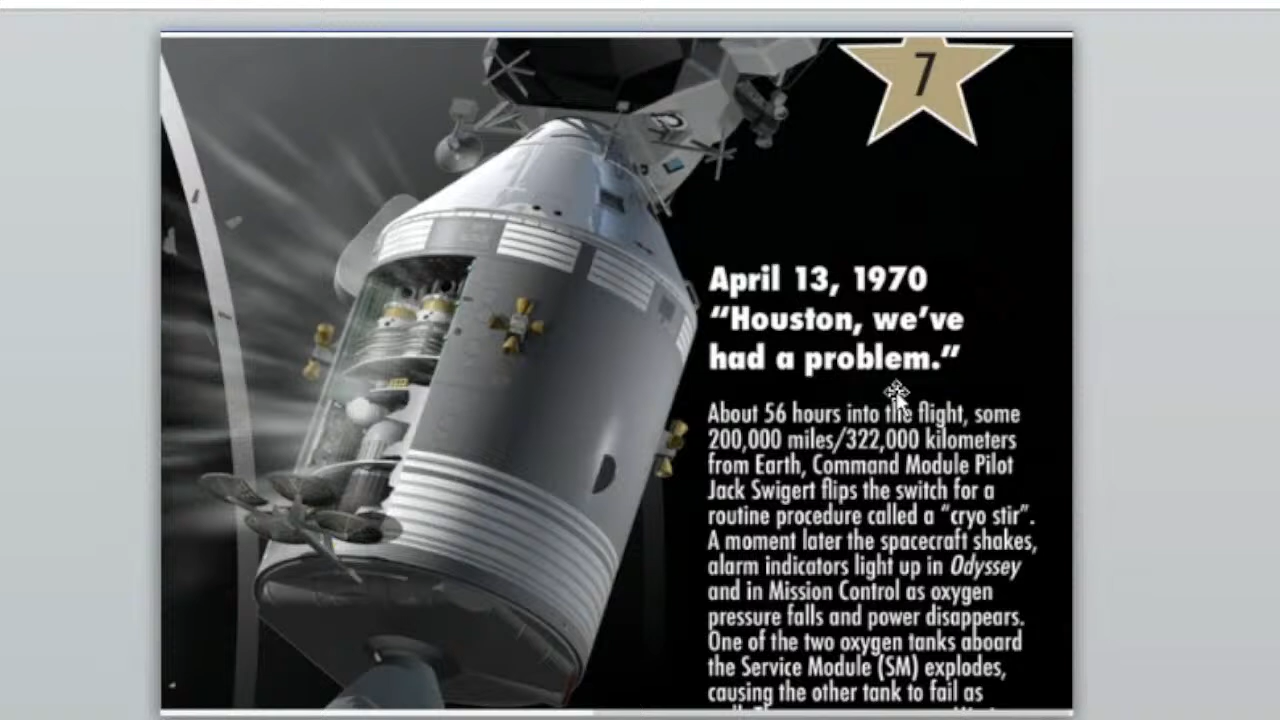 7
April 13, 1970
“Houston, we’ve
had a problem.”
About 56 hours into the flight, some
200,000 miles/322,000 kilometers
from Earth, Command Module Pilot
Jack Swigert flips the switch for a
routine procedure called a “cryo stir”.
A moment later the spacecraft shakes,
alarm indicators light up in Odyssey
and in Mission Control as oxygen
pressure falls and power disappears.
One of the two oxygen tanks aboard
the Service Module (SM) explodes,
causing the other tank to fail as